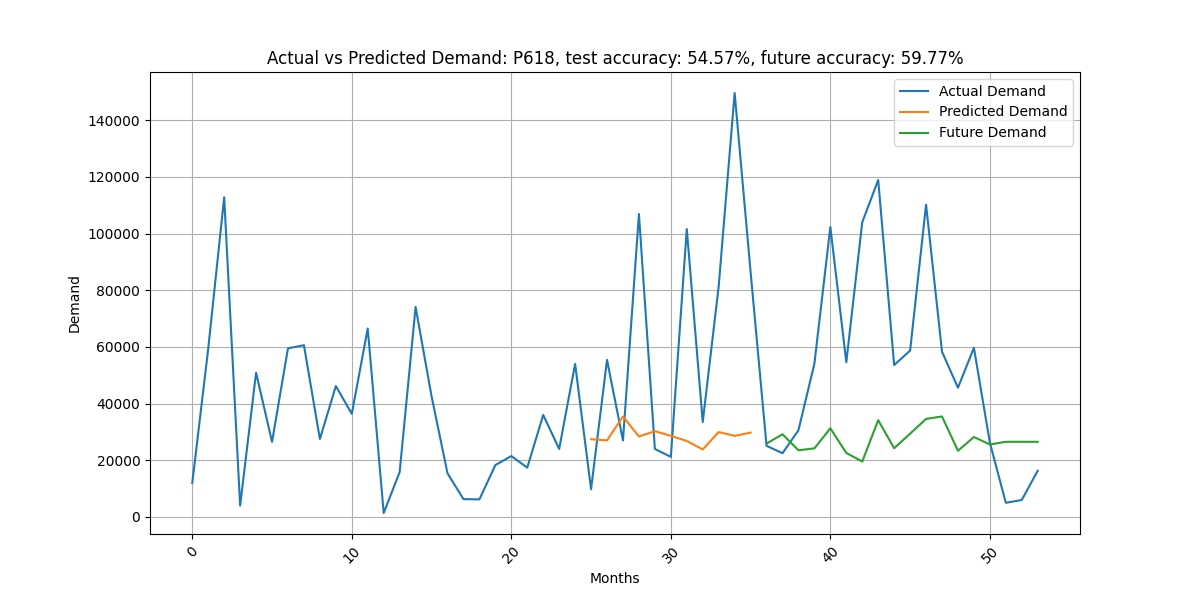 Actual vs Predicted Demand: P618, test accuracy: 54.57%, future accuracy: 59.77%
Actual Demand
Predicted Demand
Future Demand
140000
120000
100000
80000
60000
40000
20000
0
Demand
0 10 20 30 40 50
Months